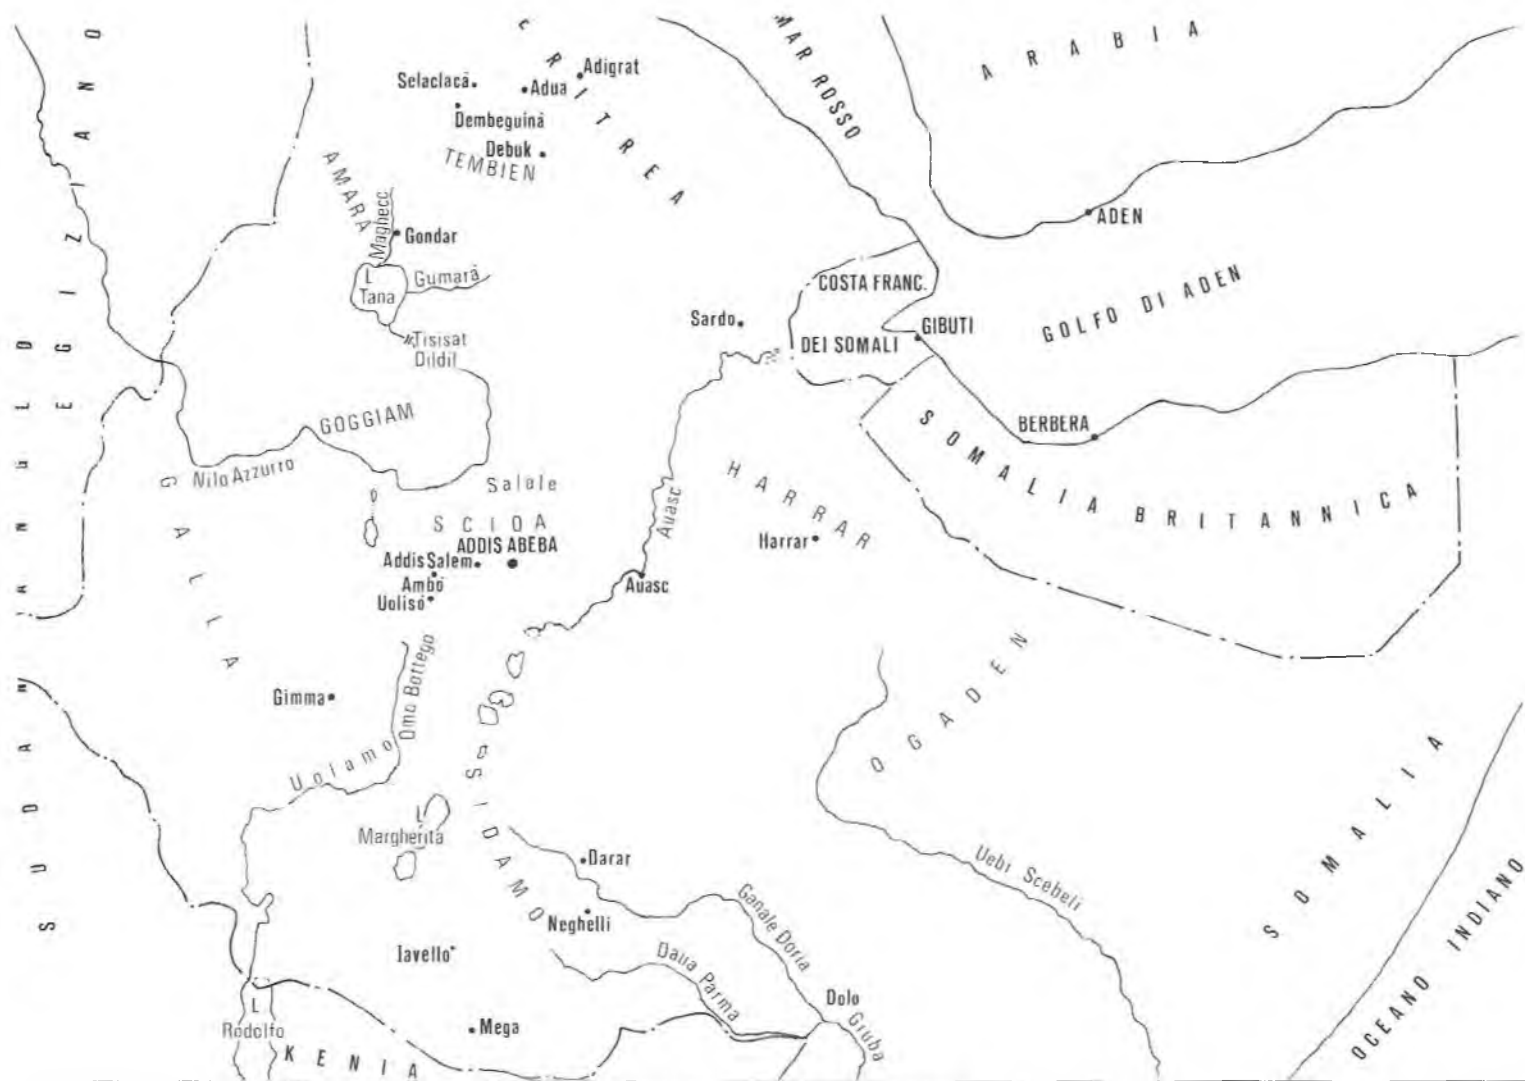 SUDAN ANGLO
EGIZIANO
ERITREA
MAR ROSSO
ARABIA
Selaclacà
Adua
Adigrat
Dembeguinà
Debuk
TEMBIEN
AMARA
Maghecc
Gondar
L
Tana
Gumarà
Tisisat
Dildil
ADEN
COSTA FRANC.
DEI SOMALI
GIBUTI
GOLFO DI ADEN
Sardo
GOGGIAM
Nilo Azzurro
BERBERA
SOMALIA BRITANNICA
GALLA
Salale
SCIOA
ADDIS ABEBA
Addis Salem
Ambò
Uolisò
Auasc
Auasc
HARRAR
Harrar
Gimma
Omo Bottego
Uolamo
OGADEN
SOMALIA
L
Margherita
SIDAMO
Darar
Neghelli
Ganale Doria
Uebi Scebeli
Iavello
Daua Parma
Dolo
Gruba
Mega
L
Rodolfo
KENIA
OCEANO INDIANO